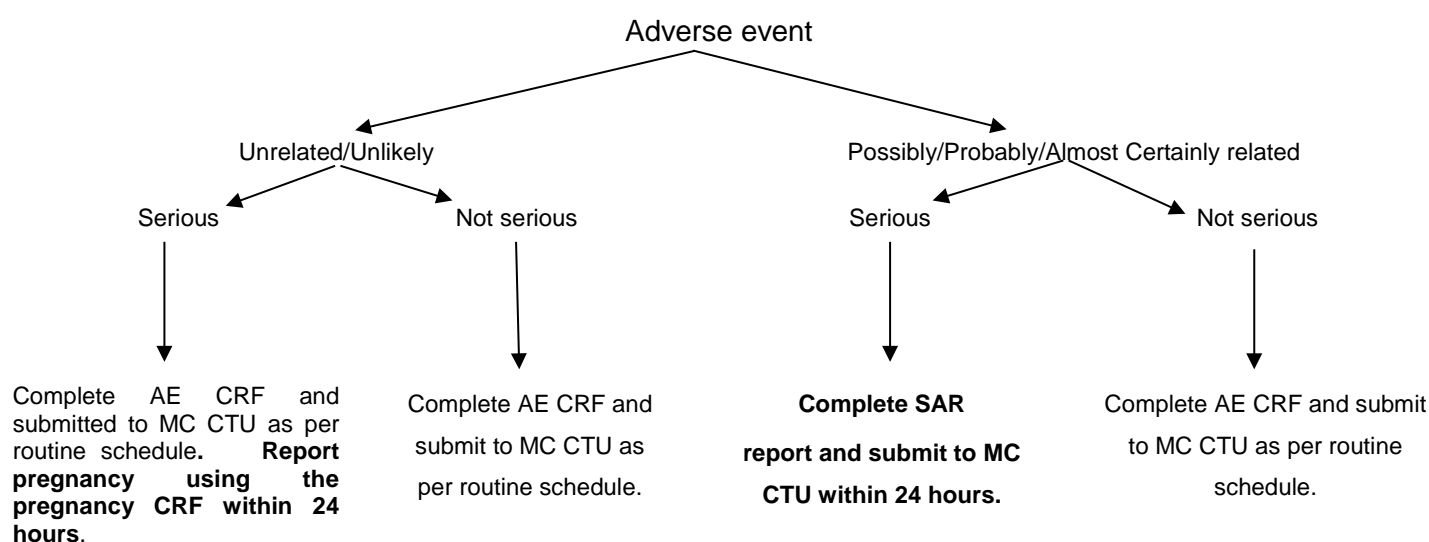 Adverse event
Unrelated/Unlikely
Possibly/Probably/Almost Certainly related
Serious
Not serious
Serious
Not serious
Complete AE CRF and
submitted to MC CTU as per
routine schedule. Report
pregnancy using the
pregnancy CRF within 24
hours.
Complete AE CRF and
submit to MC CTU as
per routine schedule.
Complete SAR
report and submit to MC
CTU within 24 hours.
Complete AE CRF and submit
to MC CTU as per routine
schedule.